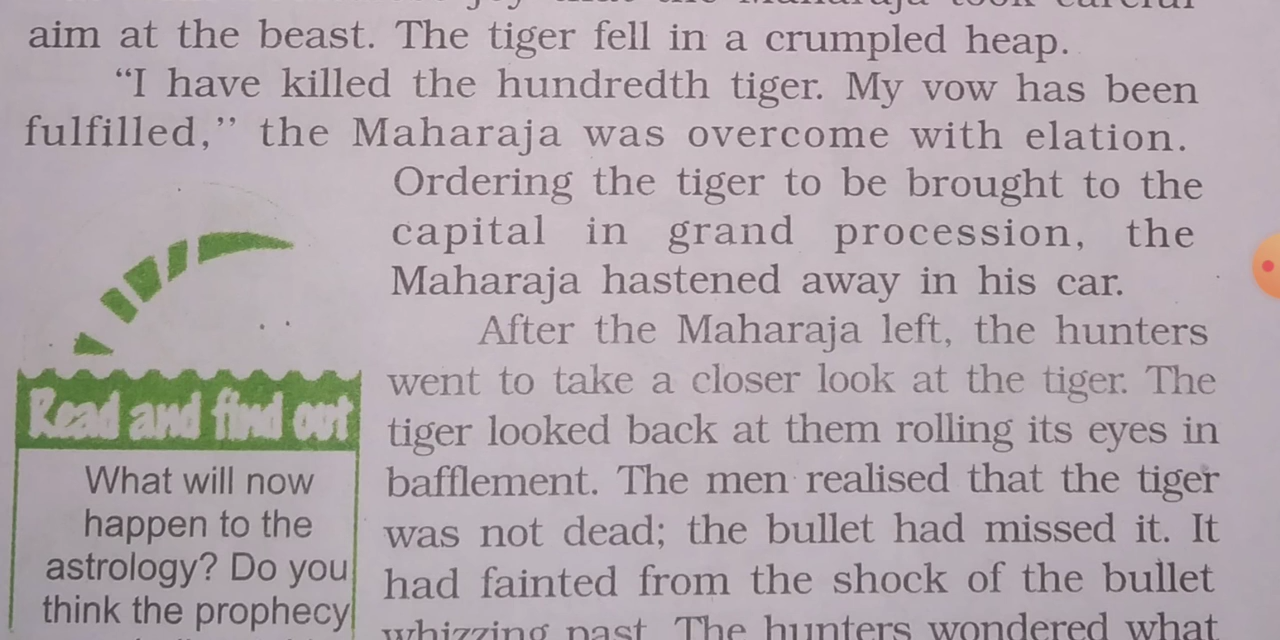 aim at the beast. The tiger fell in a crumpled heap.
“I have killed the hundredth tiger. My vow has been
fulfilled,” the Maharaja was overcome with elation.
Ordering the tiger to be brought to the
capital in grand procession, the
Maharaja hastened away in his car.
After the Maharaja left, the hunters
went to take a closer look at the tiger. The
tiger looked back at them rolling its eyes in
bafflement. The men realised that the tiger
was not dead; the bullet had missed it. It
had fainted from the shock of the bullet
whizzing past. The hunters wondered what
Read and find out
What will now
happen to the
astrology? Do you
think the prophecy